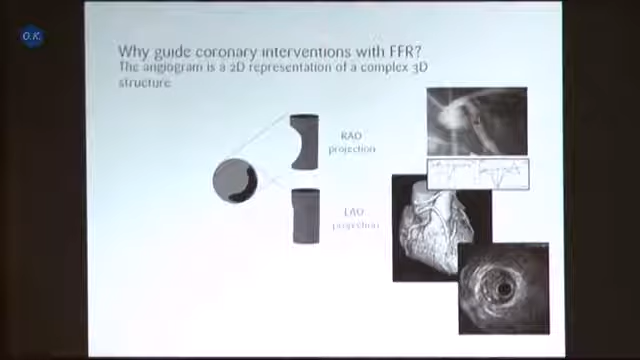 O.K.
Why guide coronary interventions with FFR?
The angiogram is a 2D representation of a complex 3D
structure
RAO
projection
LAO
projection